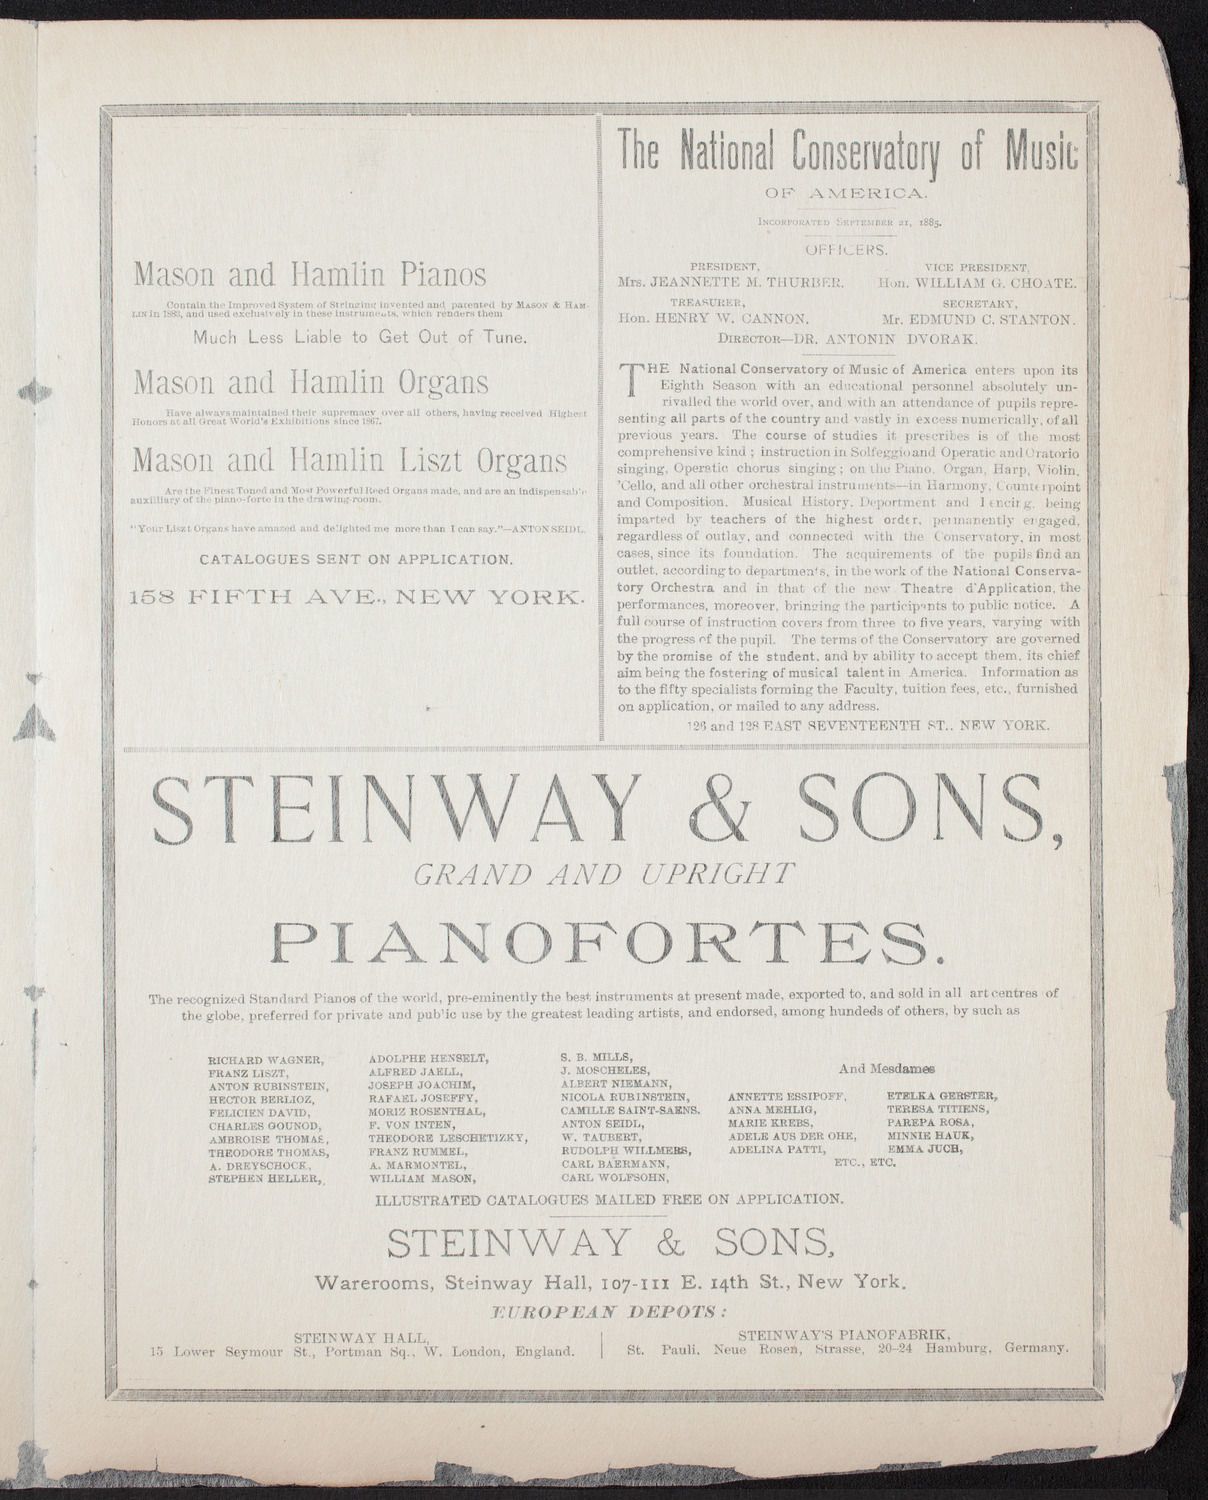 Mason and Hamlin Pianos
Contain the Improved System of Stringing invented and patented by MASON & HAM-
LIN in 1883, and used exclusively in these instruments, which renders them
Much Less Liable to Get Out of Tune.
Mason and Hamlin Organs
Have always maintained their supremacy over all others, having received Highest
Honors at all Great World's Exhibitions since 1867.
Mason and Hamlin Liszt Organs
Are the Finest Toned and Most Powerful Reed Organs made, and are an indispensable
auxilliary of the piano-forte in the drawing-room.
"Your Liszt Organs have amazed and delighted me more than I can say."—ANTON SEIDL.
CATALOGUES SENT ON APPLICATION.
158 FIFTH AVE., NEW YORK.
The National Conservatory of Music
OF AMERICA.
INCORPORATED SEPTEMBER 21, 1885.
OFFICERS.
PRESIDENT, VICE PRESIDENT,
Mrs. JEANNETTE M. THURBER. Hon. WILLIAM G. CHOATE.
TREASURER, SECRETARY,
Hon. HENRY W. CANNON. Mr. EDMUND C. STANTON.
DIRECTOR—DR. ANTONIN DVORAK.
THE National Conservatory of Music of America enters upon its
Eighth Season with an educational personnel absolutely un-
rivalled the world over, and with an attendance of pupils repre-
senting all parts of the country and vastly in excess numerically, of all
previous years. The course of studies it prescribes is of the most
comprehensive kind ; instruction in Solfeggio and Operatic and Oratorio
singing, Operatic chorus singing ; on the Piano, Organ, Harp, Violin,
'Cello, and all other orchestral instruments—in Harmony, Counterpoint
and Composition. Musical History, Deportment and Fencing, being
imparted by teachers of the highest order, permanently engaged,
regardless of outlay, and connected with the Conservatory, in most
cases, since its foundation. The acquirements of the pupils find an
outlet, according to departments, in the work of the National Conserva-
tory Orchestra and in that of the new Theatre d'Application, the
performances, moreover, bringing the participants to public notice. A
full course of instruction covers from three to five years, varying with
the progress of the pupil. The terms of the Conservatory are governed
by the promise of the student, and by ability to accept them, its chief
aim being the fostering of musical talent in America. Information as
to the fifty specialists forming the Faculty, tuition fees, etc., furnished
on application, or mailed to any address.
126 and 128 EAST SEVENTEENTH ST., NEW YORK.
STEINWAY & SONS,
GRAND AND UPRIGHT
PIANOFORTES.
The recognized Standard Pianos of the world, pre-eminently the best instruments at present made, exported to, and sold in all art centres of
the globe, preferred for private and public use by the greatest leading artists, and endorsed, among hundeds of others, by such as
RICHARD WAGNER,
FRANZ LISZT,
ANTON RUBINSTEIN,
HECTOR BERLIOZ,
FELICIEN DAVID,
CHARLES GOUNOD,
AMBROISE THOMAS,
THEODORE THOMAS,
A. DREYSCHOCK,
STEPHEN HELLER,
ADOLPHE HENSELT,
ALFRED JAELL,
JOSEPH JOACHIM,
RAFAEL JOSEFFY,
MORIZ ROSENTHAL,
F. VON INTEN,
THEODORE LESCHETIZKY,
FRANZ RUMMEL,
A. MARMONTEL,
WILLIAM MASON,
S. B. MILLS,
J. MOSCHELES,
ALBERT NIEMANN,
NICOLA RUBINSTEIN,
CAMILLE SAINT-SAENS.
ANTON SEIDL,
W. TAUBERT,
RUDOLPH WILLMERS,
CARL BAERMANN,
CARL WOLFSOHN,
And Mesdames
ANNETTE ESSIPOFF,
ANNA MEHLIG,
MARIE KREBS,
ADELE AUS DER OHE,
ADELINA PATTI,
ETELKA GERSTER,
TERESA TITIENS,
PAREPA ROSA,
MINNIE HAUK,
EMMA JUCH,
ETC., ETC.
ILLUSTRATED CATALOGUES MAILED FREE ON APPLICATION.
STEINWAY & SONS,
Warerooms, Steinway Hall, 107-111 E. 14th St., New York.
EUROPEAN DEPOTS:
STEINWAY HALL,
15 Lower Seymour St., Portman Sq., W. London, England.
STEINWAY'S PIANOFABRIK,
St. Pauli, Neue Rosen, Strasse, 20–24 Hamburg, Germany.